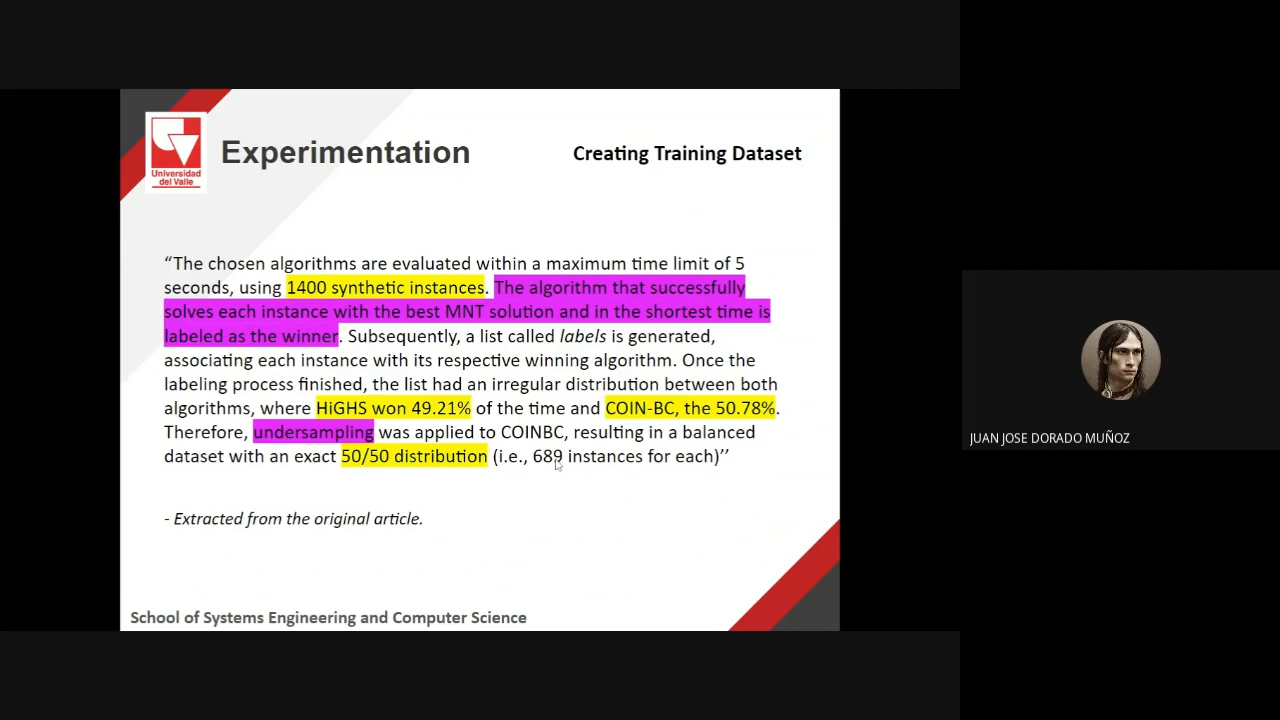 Universidad
del Valle
Experimentation
Creating Training Dataset
“The chosen algorithms are evaluated within a maximum time limit of 5
seconds, using 1400 synthetic instances. The algorithm that successfully
solves each instance with the best MNT solution and in the shortest time is
labeled as the winner. Subsequently, a list called labels is generated,
associating each instance with its respective winning algorithm. Once the
labeling process finished, the list had an irregular distribution between both
algorithms, where HiGHS won 49.21% of the time and COIN-BC, the 50.78%.
Therefore, undersampling was applied to COINBC, resulting in a balanced
dataset with an exact 50/50 distribution (i.e., 689 instances for each)’’
- Extracted from the original article.
School of Systems Engineering and Computer Science
JUAN JOSE DORADO MUÑOZ